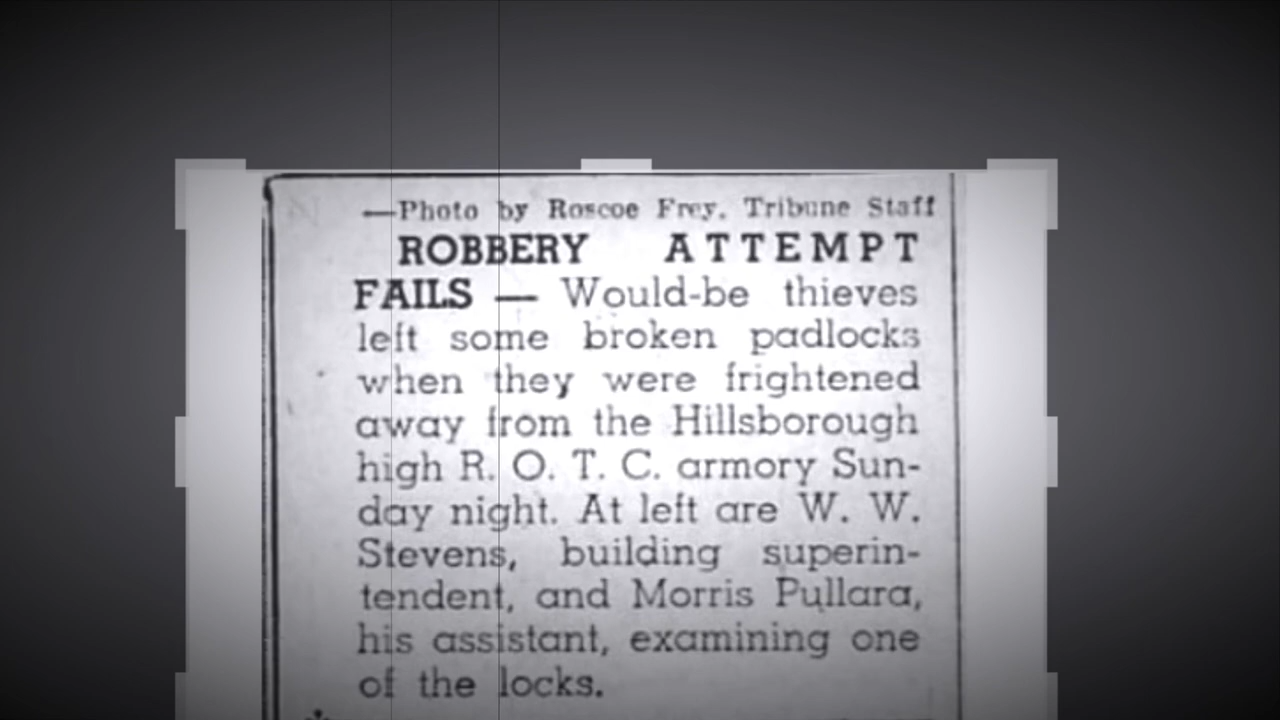 —Photo by Roscoe Frey, Tribune Staff
ROBBERY ATTEMPT
FAILS — Would-be thieves
left some broken padlocks
when they were frightened
away from the Hillsborough
high R. O. T. C. armory Sun-
day night. At left are W. W.
Stevens, building superin-
tendent, and Morris Pullara,
his assistant, examining one
of the locks.